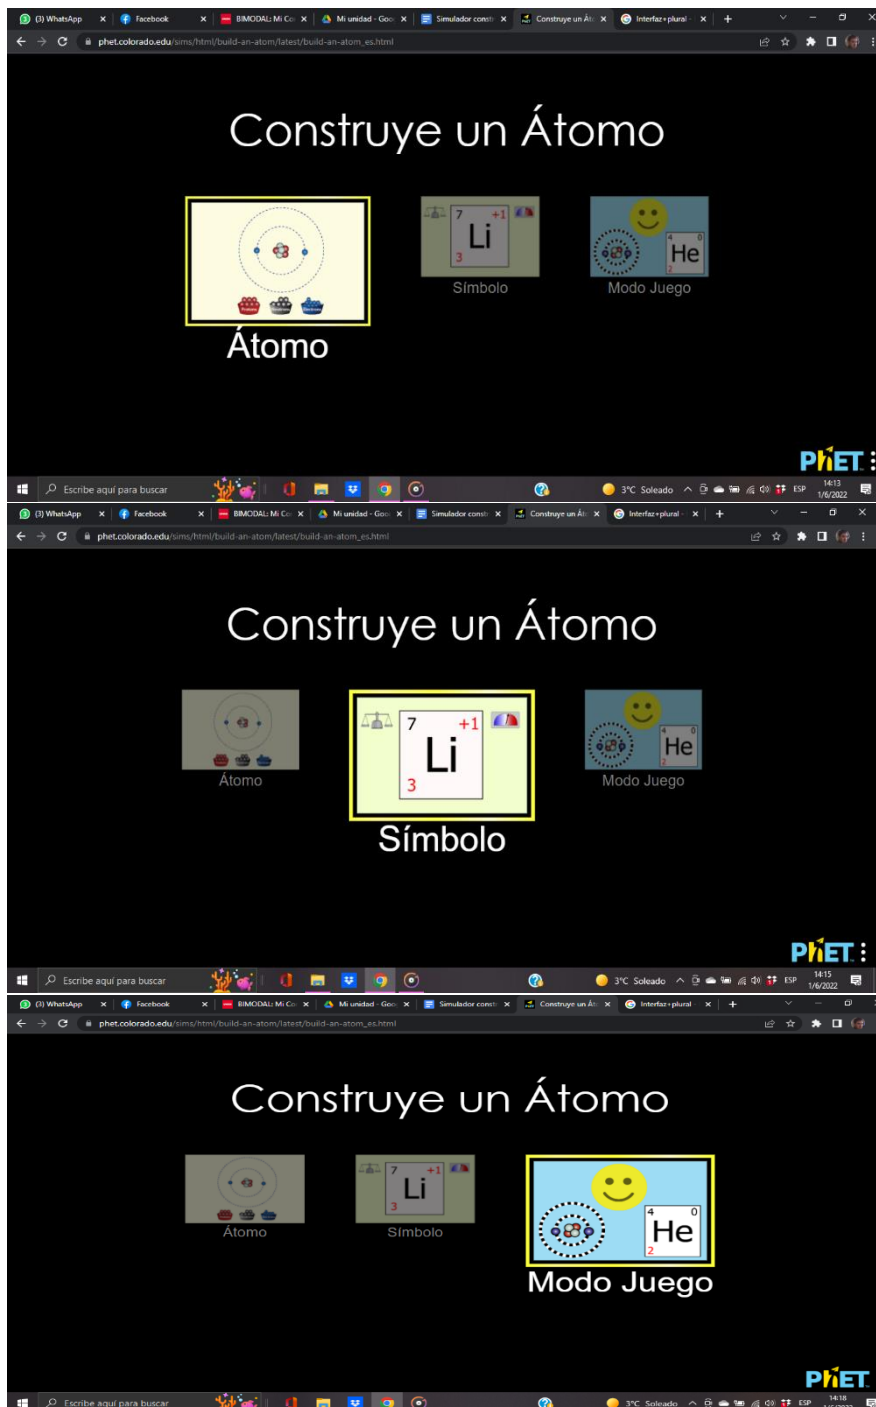 (3) WhatsApp Facebook BIMODAL: Mi Co Mi unidad - Goo Simulador constr Construye un Át Interfaz+plural -
phet.colorado.edu/sims/html/build-an-atom/latest/build-an-atom_es.html
Construye un Átomo
7 +1
Li
3
4 0
He
2
Símbolo Modo Juego
Átomo
PhET
Escribe aquí para buscar 3°C Soleado ESP 14:13
1/6/2022
(3) WhatsApp Facebook BIMODAL: Mi Co Mi unidad - Goo Simulador constr Construye un Át Interfaz+plural -
phet.colorado.edu/sims/html/build-an-atom/latest/build-an-atom_es.html
Construye un Átomo
7 +1
Li
3
4 0
He
2
Átomo Modo Juego
Símbolo
PhET
Escribe aquí para buscar 3°C Soleado ESP 14:15
1/6/2022
(3) WhatsApp Facebook BIMODAL: Mi Co Mi unidad - Goo Simulador constr Construye un Át Interfaz+plural
phet.colorado.edu/sims/html/build-an-atom/latest/build-an-atom_es.html
Construye un Átomo
7 +1
Li
3
4 0
He
2
Átomo Símbolo
Modo Juego
PhET
Escribe aquí para buscar 3°C Soleado ESP 14:18